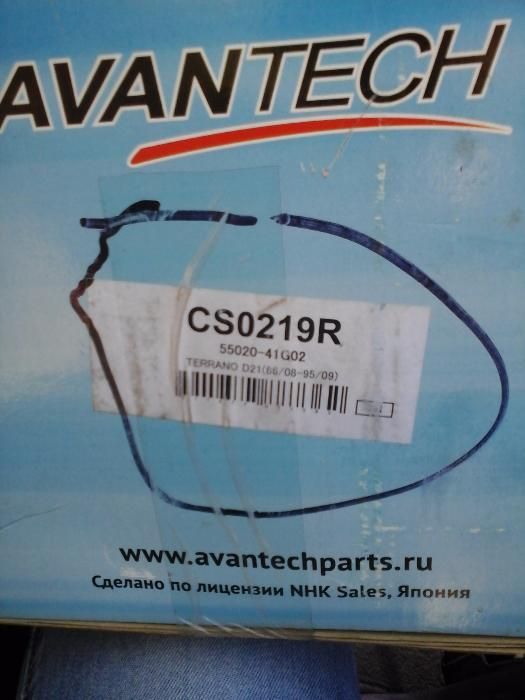 AVANTECH
CS0219R
55020-41G02
TERRANO D21(86/08-95/09)
www.avantechparts.ru
Сделано по лицензии NHK Sales, Япония